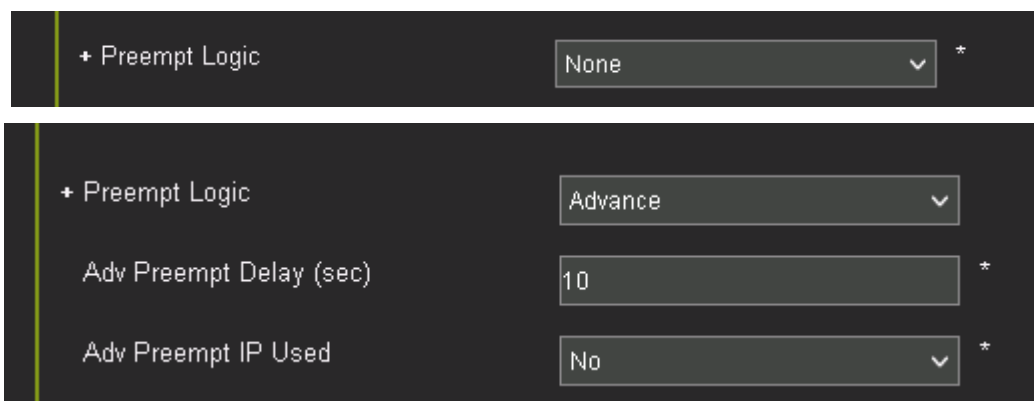 + Preempt Logic None *
+ Preempt Logic Advance
Adv Preempt Delay (sec) 10 *
Adv Preempt IP Used No *